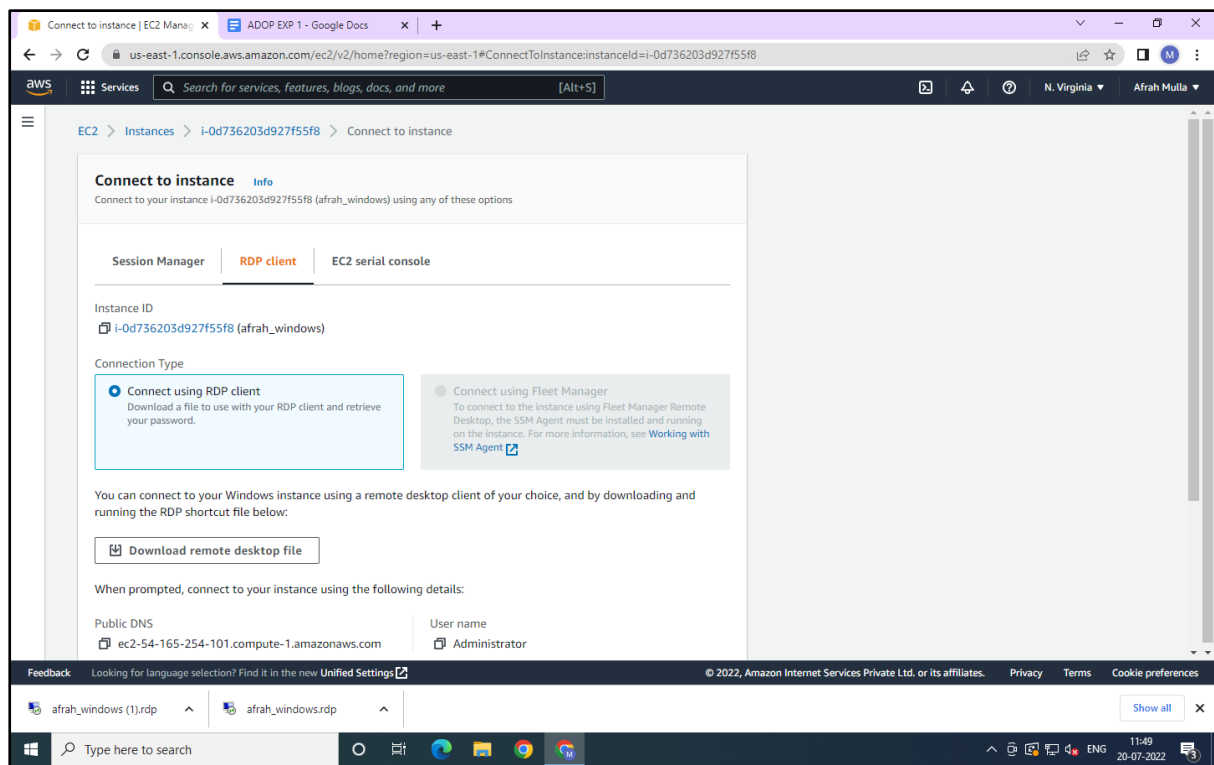 Connect to instance | EC2 Manag
ADOP EXP 1 - Google Docs
us-east-1.console.aws.amazon.com/ec2/v2/home?region=us-east-1#ConnectToInstance:instanceId=i-0d736203d927f55f8
M
aws
Services
Search for services, features, blogs, docs, and more
[Alt+S]
N. Virginia
Afrah Mulla
EC2 > Instances > i-0d736203d927f55f8 > Connect to instance
Connect to instance Info
Connect to your instance i-0d736203d927f55f8 (afrah_windows) using any of these options
Session Manager
RDP client
EC2 serial console
Instance ID
i-0d736203d927f55f8 (afrah_windows)
Connection Type
Connect using RDP client
Download a file to use with your RDP client and retrieve
your password.
Connect using Fleet Manager
To connect to the instance using Fleet Manager Remote
Desktop, the SSM Agent must be installed and running
on the instance. For more information, see Working with
SSM Agent
You can connect to your Windows instance using a remote desktop client of your choice, and by downloading and
running the RDP shortcut file below:
Download remote desktop file
When prompted, connect to your instance using the following details:
Public DNS
ec2-54-165-254-101.compute-1.amazonaws.com
User name
Administrator
Feedback
Looking for language selection? Find it in the new Unified Settings
© 2022, Amazon Internet Services Private Ltd. or its affiliates.
Privacy
Terms
Cookie preferences
afrah_windows (1).rdp
afrah_windows.rdp
Show all
Type here to search
M
ENG
11:49
20-07-2022
3